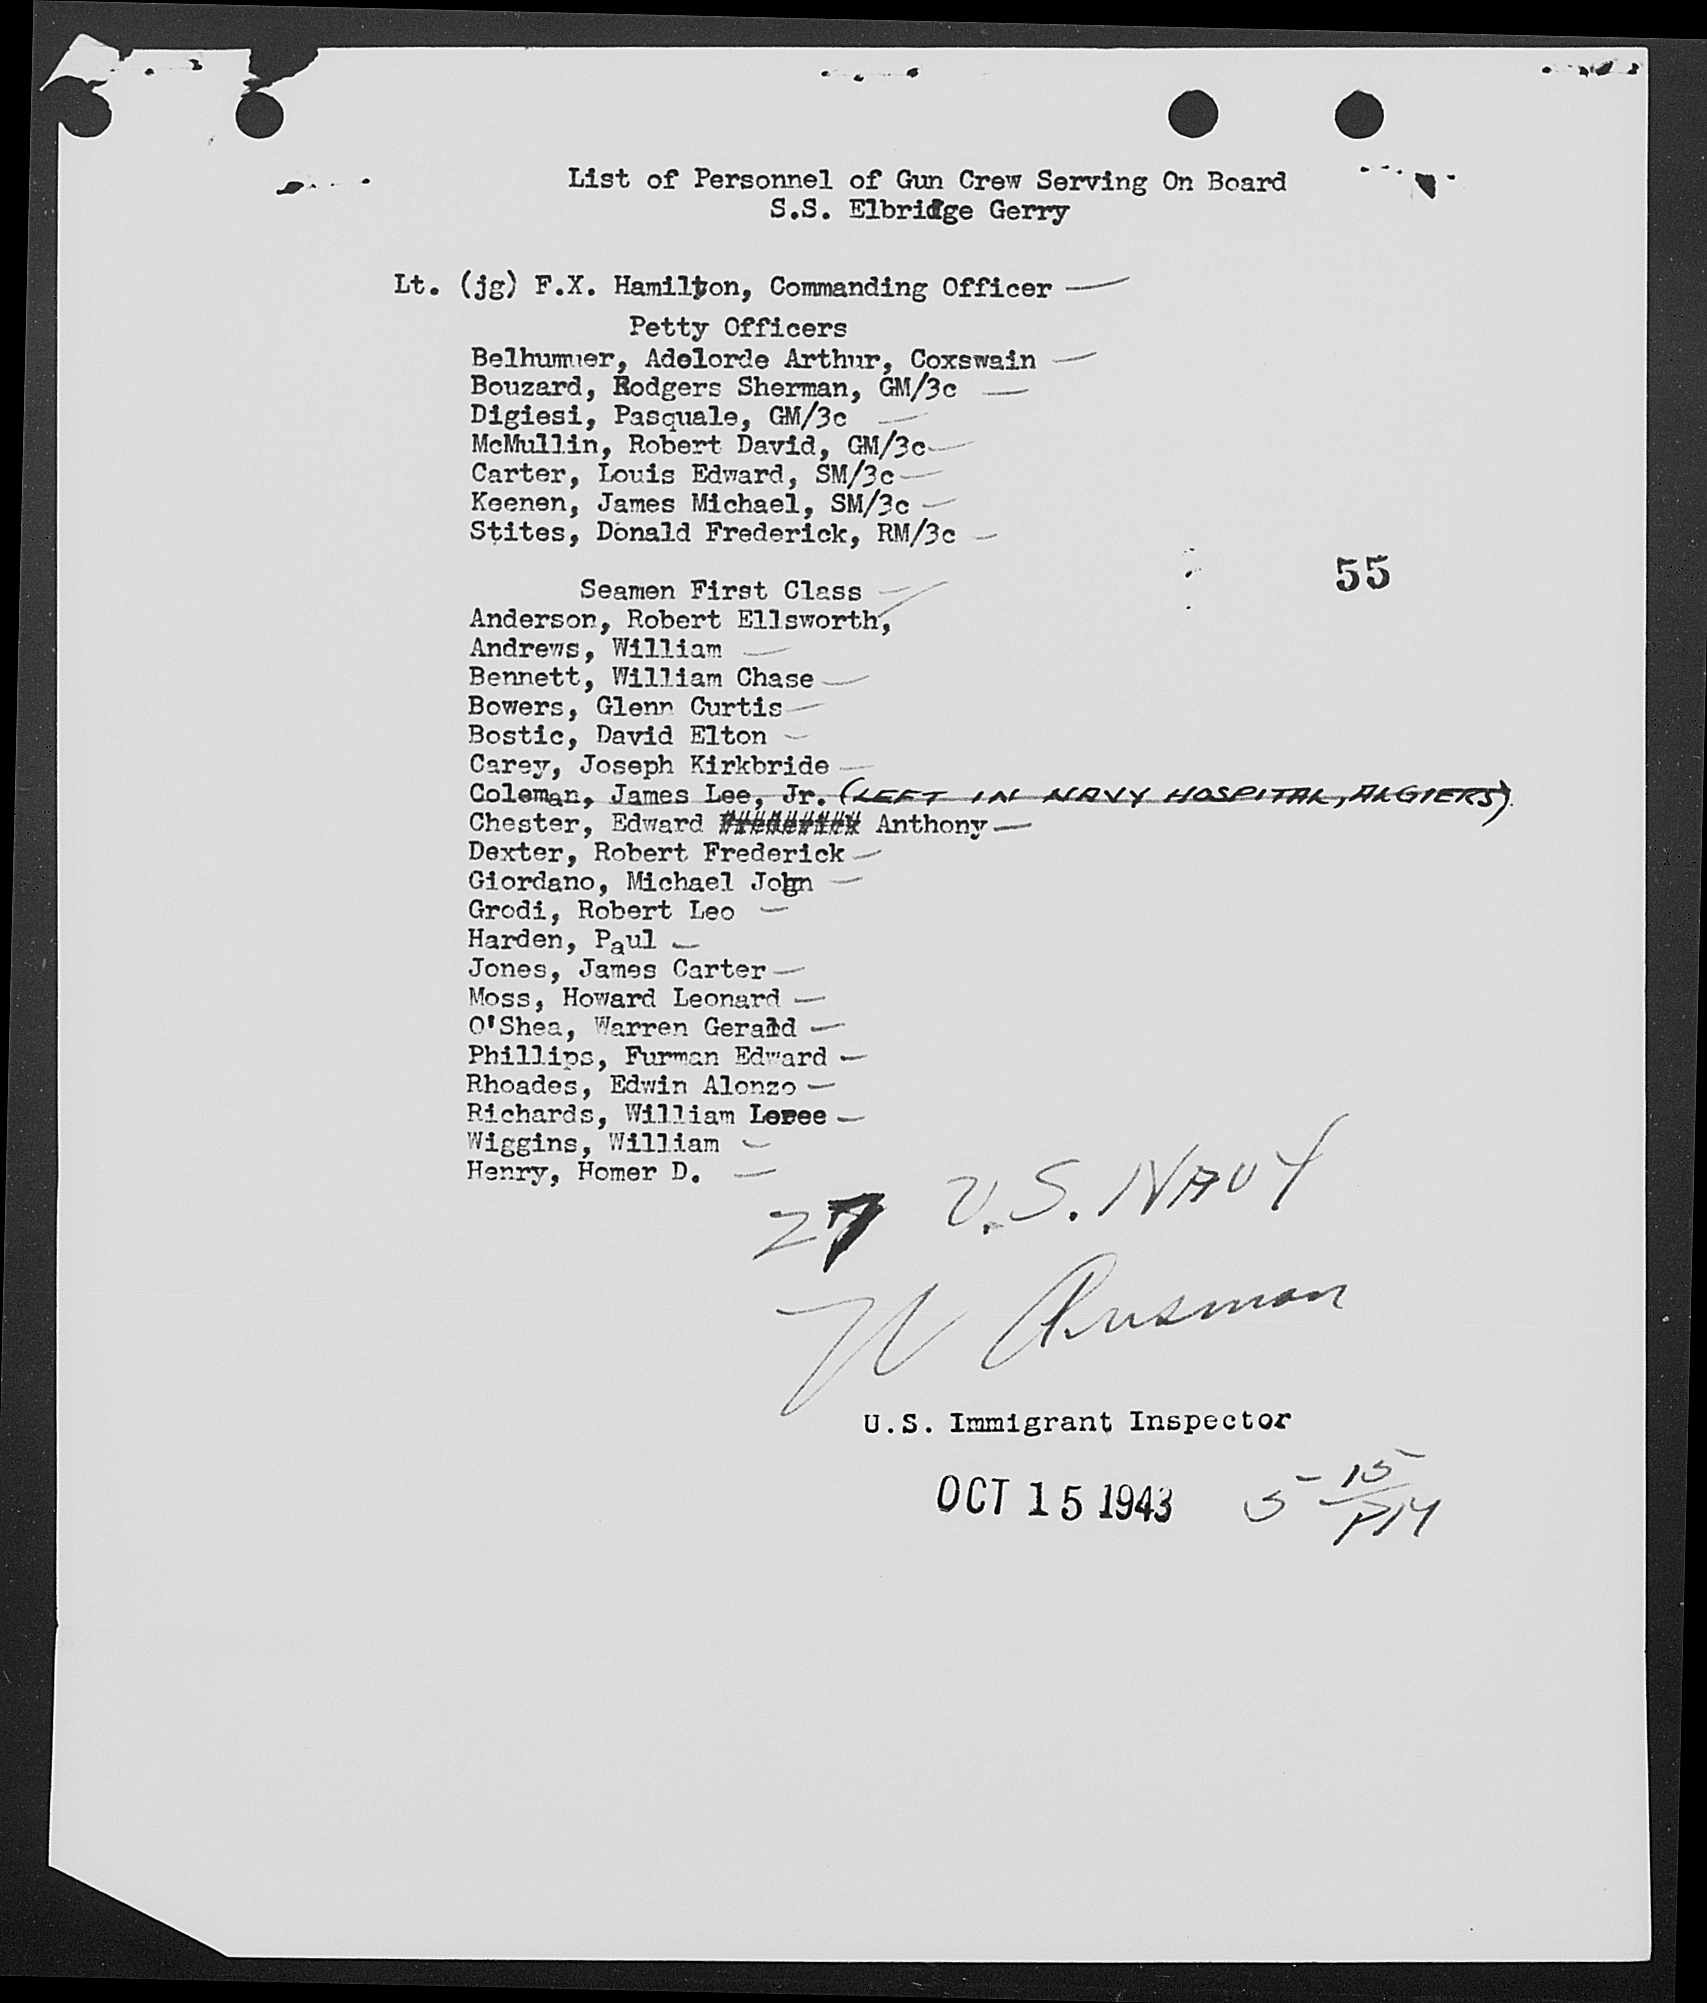 List of Personnel of Gun Crew Serving On Board
S.S. Elbridge Gerry
Lt. (jg) F.X. Hamilton, Commanding Officer —
Petty Officers
Belhumuer, Adelorde Arthur, Coxswain —
Bouzard, Rodgers Sherman, GM/3c —
Digiesi, Pasquale, GM/3c —
McMullin, Robert David, GM/3c —
Carter, Louis Edward, SM/3c —
Keenen, James Michael, SM/3c —
Stites, Donald Frederick, RM/3c —
55
Seamen First Class —
Anderson, Robert Ellsworth,
Andrews, William —
Bennett, William Chase —
Bowers, Glenn Curtis —
Bostic, David Elton —
Carey, Joseph Kirkbride —
Coleman, James Lee, Jr. (LEFT IN NAVY HOSPITAL, ALGIERS)
Chester, Edward Frederick Anthony —
Dexter, Robert Frederick —
Giordano, Michael John —
Grodi, Robert Leo —
Harden, Paul —
Jones, James Carter —
Moss, Howard Leonard —
O'Shea, Warren Gerald —
Phillips, Furman Edward —
Rhoades, Edwin Alonzo —
Richards, William —
Wiggins, William —
Henry, Homer D. —
27 U.S. NAVY
U.S. Immigrant Inspector
OCT 15 1943 5-15 PM